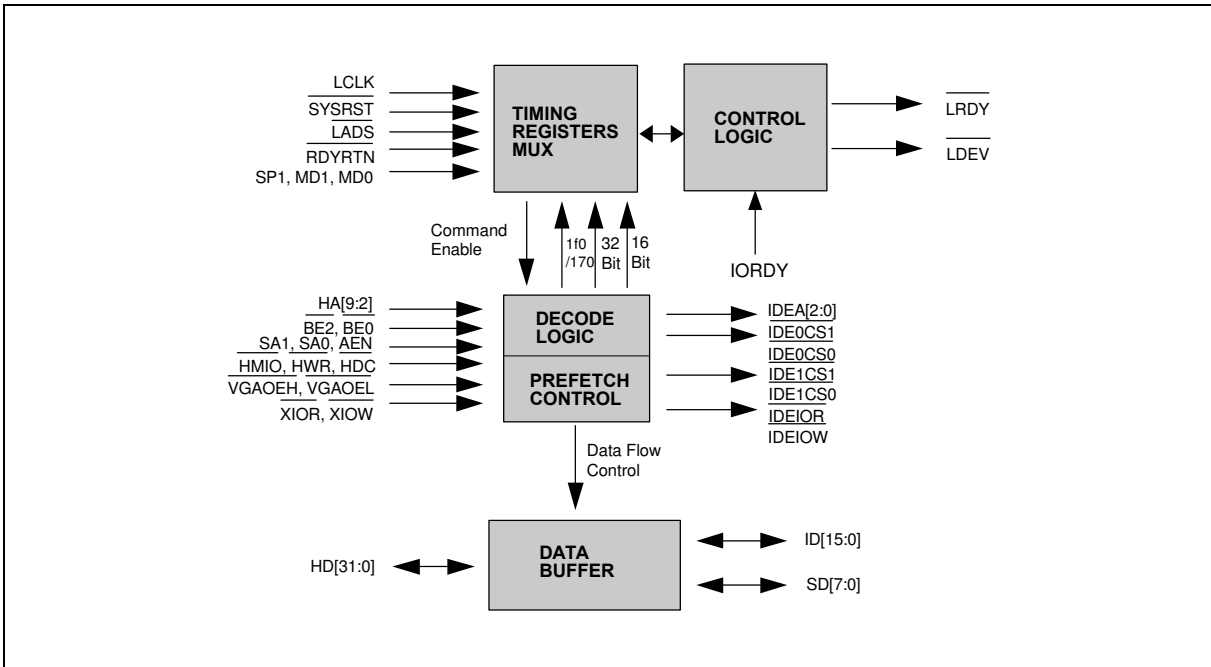 LCLK
SYSRST
LADS
RDYRTN
SP1, MD1, MD0
TIMING
REGISTERS
MUX
CONTROL
LOGIC
LRDY
LDEV
Command
Enable
1f0
/170
32
Bit
16
Bit
IORDY
HA[9:2]
BE2, BE0
SA1, SA0, AEN
HMIO, HWR, HDC
VGAOEH, VGAOEL
XIOR, XIOW
DECODE
LOGIC
PREFETCH
CONTROL
IDEA[2:0]
IDE0CS1
IDE0CS0
IDE1CS1
IDE1CS0
IDEIOR
IDEIOW
Data Flow
Control
HD[31:0]
DATA
BUFFER
ID[15:0]
SD[7:0]